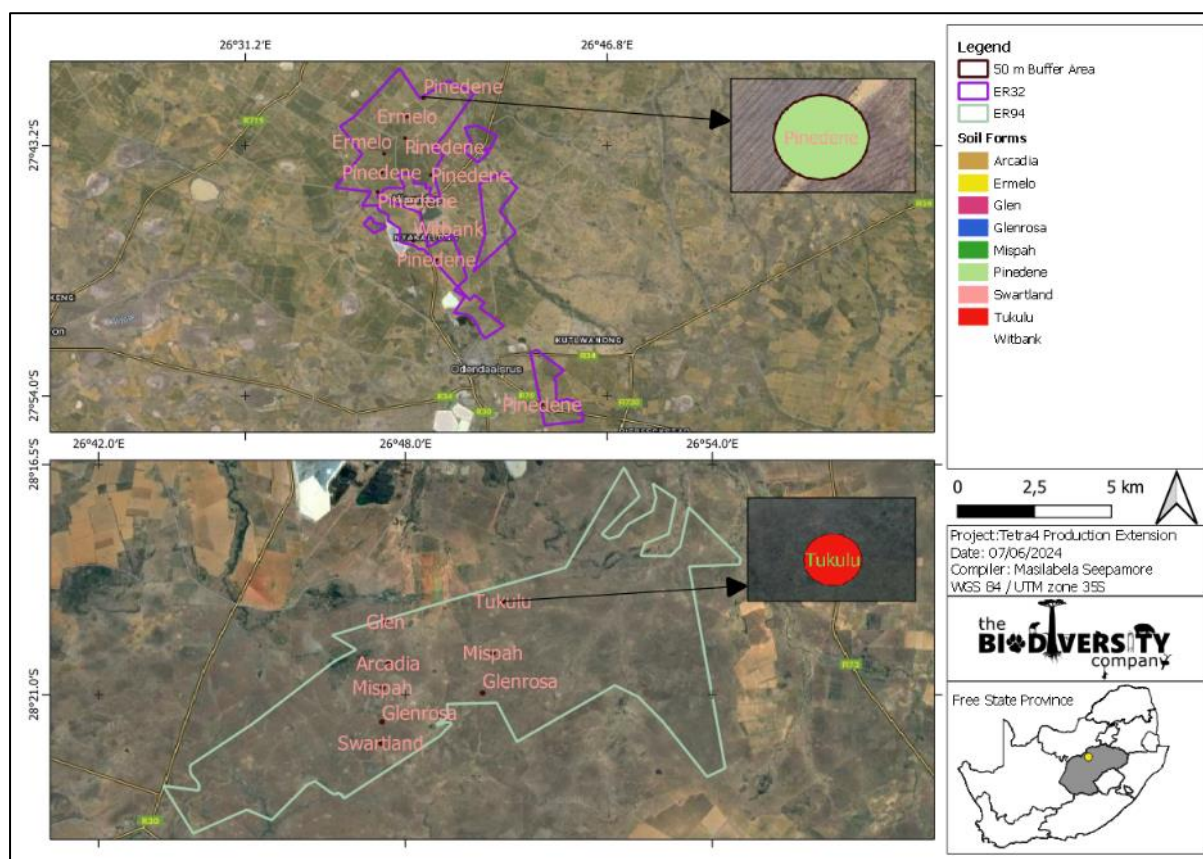 26°31.2'E
26°46.8'E
27°43.2'S
27°54.0'S
R719
R34
Pinedene
Ermelo
Ermelo
Pinedene
Pinedene
Pinedene
Pinedene
Witbank
Pinedene
Pinedene
KUTLWANONG
R34
Odendaalsrus
R34
R30
R70
R730
Pinedene
26°42.0'E
26°48.0'E
26°54.0'E
28°16.5'S
28°21.0'S
Tukulu
Glen
Arcadia
Mispah
Mispah
Glenrosa
Glenrosa
Swartland
R30
R73
Tukulu
Legend
50 m Buffer Area
ER32
ER94
Soil Forms
Arcadia
Ermelo
Glen
Glenrosa
Mispah
Pinedene
Swartland
Tukulu
Witbank
0 2,5 5 km
Project:Tetra4 Production Extension
Date: 07/06/2024
Compiler: Masilabela Seepamore
WGS 84 / UTM zone 35S
the
BIODIVERSITY
company
Free State Province